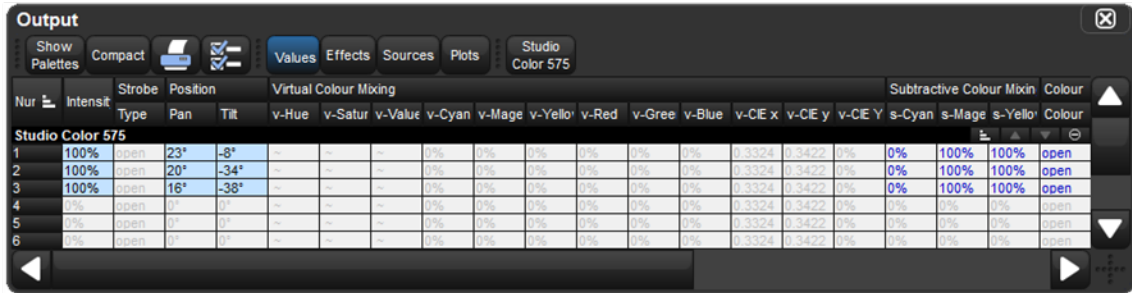 Output
Show Palettes Compact Values Effects Sources Plots Studio Color 575
Nur Intensit Strobe Position Virtual Colour Mixing Subtractive Colour Mixin Colour
Type Pan Tilt v-Hue v-Satur v-Value v-Cyan v-Mage v-Yello v-Red v-Gree v-Blue v-CIE x v-CIE y v-CIE Y s-Cyan s-Mage s-Yello Colour
Studio Color 575
1 100% open 23° -8° ~ ~ ~ 0% 0% 0% 0% 0% 0% 0.3324 0.3422 0% 0% 100% 100% open
2 100% open 20° -34° ~ ~ ~ 0% 0% 0% 0% 0% 0% 0.3324 0.3422 0% 0% 100% 100% open
3 100% open 16° -38° ~ ~ ~ 0% 0% 0% 0% 0% 0% 0.3324 0.3422 0% 0% 100% 100% open
4 0% open 0° 0° ~ ~ ~ 0% 0% 0% 0% 0% 0% 0.3324 0.3422 0% 0% 0% 0% open
5 0% open 0° 0° ~ ~ ~ 0% 0% 0% 0% 0% 0% 0.3324 0.3422 0% 0% 0% 0% open
6 0% open 0° 0° ~ ~ ~ 0% 0% 0% 0% 0% 0% 0.3324 0.3422 0% 0% 0% 0% open